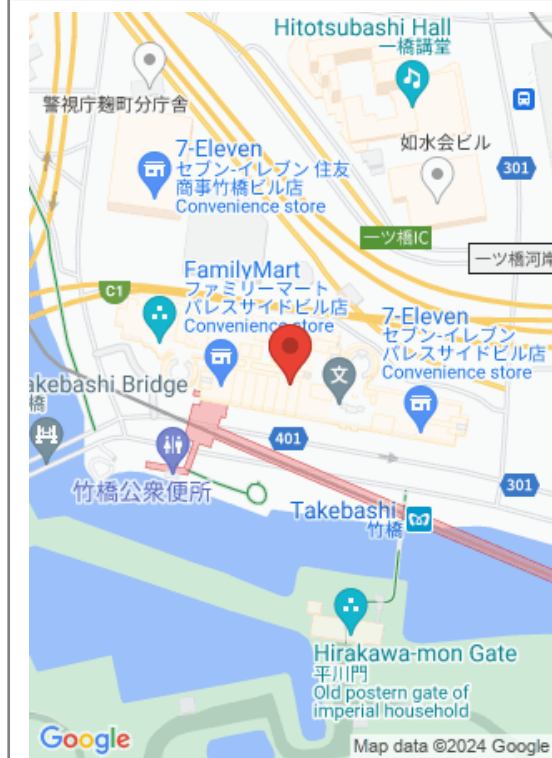 Hitotsubashi Hall
一橋講堂
警視庁麴町分庁舎
如水会ビル
7-Eleven
セブン-イレブン 住友
商事竹橋ビル店
Convenience store
301
一ツ橋IC
一ツ橋河岸
C1
FamilyMart
ファミリーマート
パレスサイドビル店
Convenience store
7-Eleven
セブン-イレブン
パレスサイドビル店
Convenience store
文
akebashi Bridge
橋
401
301
竹橋公衆便所
Takebashi
竹橋
Hirakawa-mon Gate
平川門
Old postern gate of
imperial household
Google
Map data ©2024 Google